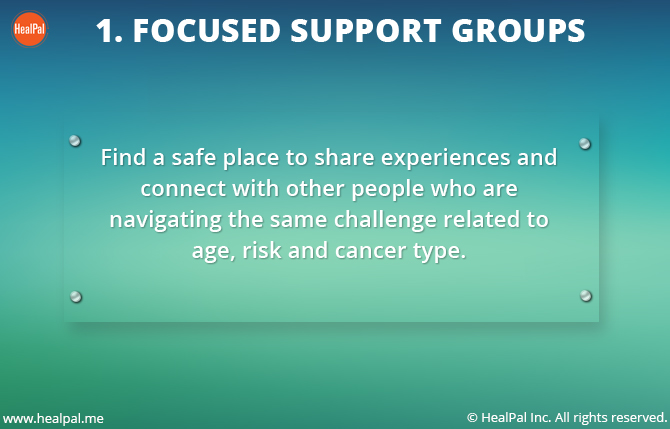 HealPal
1. FOCUSED SUPPORT GROUPS
Find a safe place to share experiences and
connect with other people who are
navigating the same challenge related to
age, risk and cancer type.
www.healpal.me
© HealPal Inc. All rights reserved.